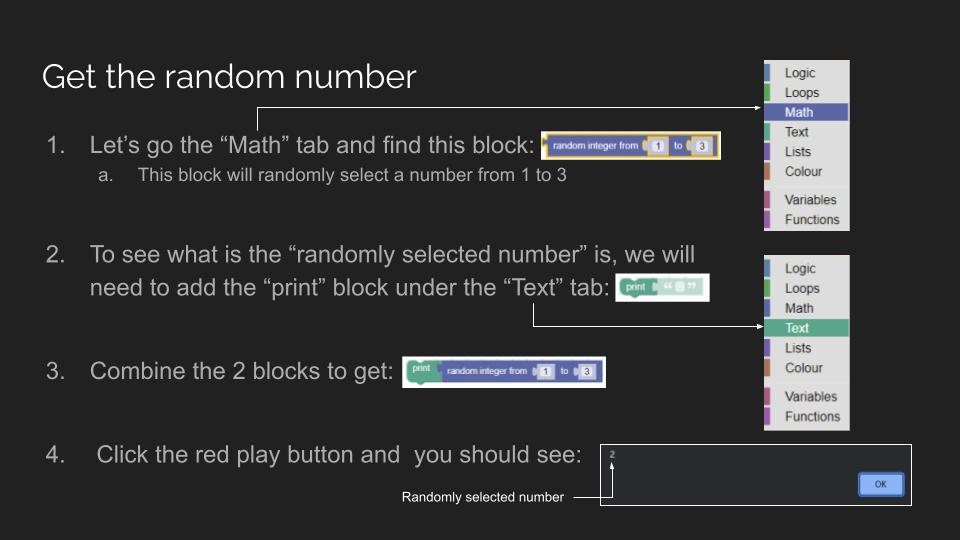 Get the random number
1. Let’s go the “Math” tab and find this block: random integer from 1 to 3
a. This block will randomly select a number from 1 to 3
2. To see what is the “randomly selected number” is, we will
need to add the “print” block under the “Text” tab: print “ ”
3. Combine the 2 blocks to get: print random integer from 1 to 3
4. Click the red play button and you should see:
2
OK
Randomly selected number
Logic
Loops
Math
Text
Lists
Colour
Variables
Functions
Logic
Loops
Math
Text
Lists
Colour
Variables
Functions